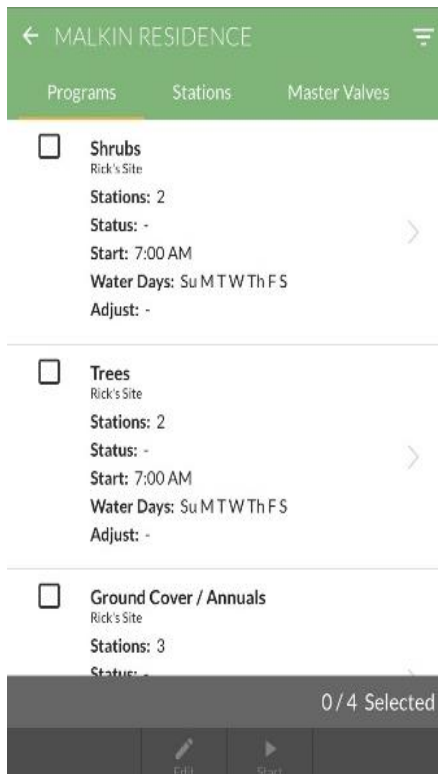 MALKIN RESIDENCE
Programs Stations Master Valves
Shrubs
Rick's Site
Stations: 2
Status: -
Start: 7:00 AM
Water Days: Su M T W Th F S
Adjust: -
Trees
Rick's Site
Stations: 2
Status: -
Start: 7:00 AM
Water Days: Su M T W Th F S
Adjust: -
Ground Cover / Annuals
Rick's Site
Stations: 3
Status: -
0 / 4 Selected
Edit Start